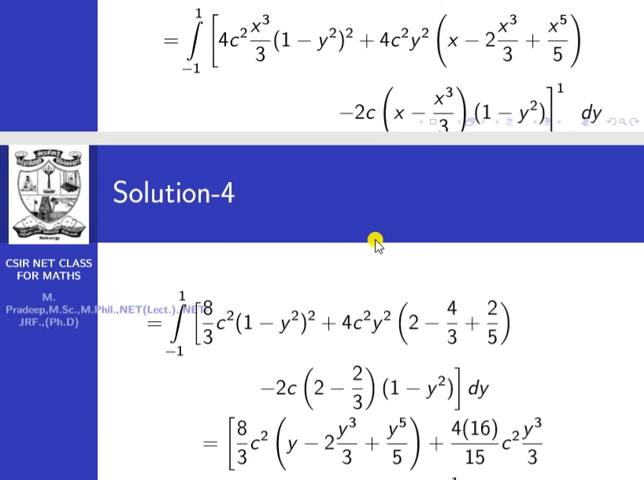 = ∫_{-1}^{1} [4c² x³/3 (1 − y²)² + 4c²y² (x − 2 x³/3 + x⁵/5)
−2c (x − x³/3) (1 − y²)]¹ dy
Solution-4
CSIR NET CLASS
FOR MATHS
M.
Pradeep,M.Sc.,M.Phil.,NET(Lect.).,NET
JRF.,(Ph.D)
= ∫_{-1}^{1} [8/3 c²(1 − y²)² + 4c²y² (2 − 4/3 + 2/5)
−2c (2 − 2/3) (1 − y²)] dy
= [8/3 c² (y − 2 y³/3 + y⁵/5) + 4(16)/15 c² y³/3